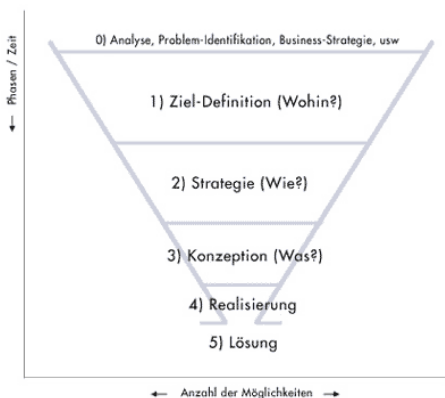 0) Analyse, Problem-Identifikation, Business-Strategie, usw
← Phasen / Zeit
1) Ziel-Definition (Wohin?)
2) Strategie (Wie?)
3) Konzeption (Was?)
4) Realisierung
5) Lösung
← Anzahl der Möglichkeiten →